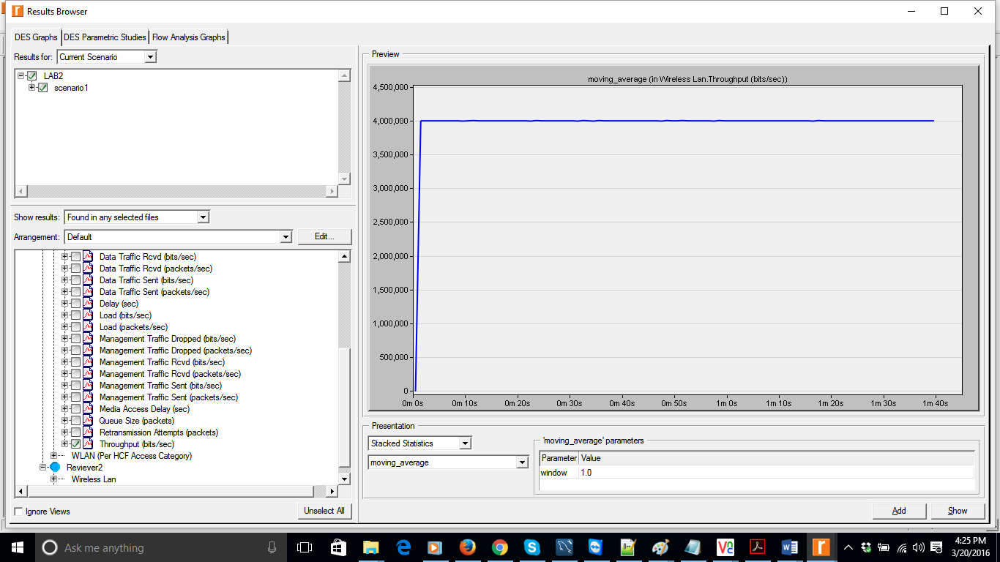 Results Browser
DES Graphs DES Parametric Studies Flow Analysis Graphs
Results for: Current Scenario
LAB2
scenario1
Show results: Found in any selected files
Arrangement: Default Edit...
Data Traffic Rcvd (bits/sec)
Data Traffic Rcvd (packets/sec)
Data Traffic Sent (bits/sec)
Data Traffic Sent (packets/sec)
Delay (sec)
Load (bits/sec)
Load (packets/sec)
Management Traffic Dropped (bits/sec)
Management Traffic Dropped (packets/sec)
Management Traffic Rcvd (bits/sec)
Management Traffic Rcvd (packets/sec)
Management Traffic Sent (bits/sec)
Management Traffic Sent (packets/sec)
Media Access Delay (sec)
Queue Size (packets)
Retransmission Attempts (packets)
Throughput (bits/sec)
WLAN (Per HCF Access Category)
Reviever2
Wireless Lan
Ignore Views Unselect All
Preview
moving_average (in Wireless Lan.Throughput (bits/sec))
4,500,000
4,000,000
3,500,000
3,000,000
2,500,000
2,000,000
1,500,000
1,000,000
500,000
0
0m 0s 0m 10s 0m 20s 0m 30s 0m 40s 0m 50s 1m 0s 1m 10s 1m 20s 1m 30s 1m 40s
Presentation
Stacked Statistics
moving_average
'moving_average' parameters
Parameter Value
window 1.0
Add Show
Ask me anything
4:25 PM
3/20/2016